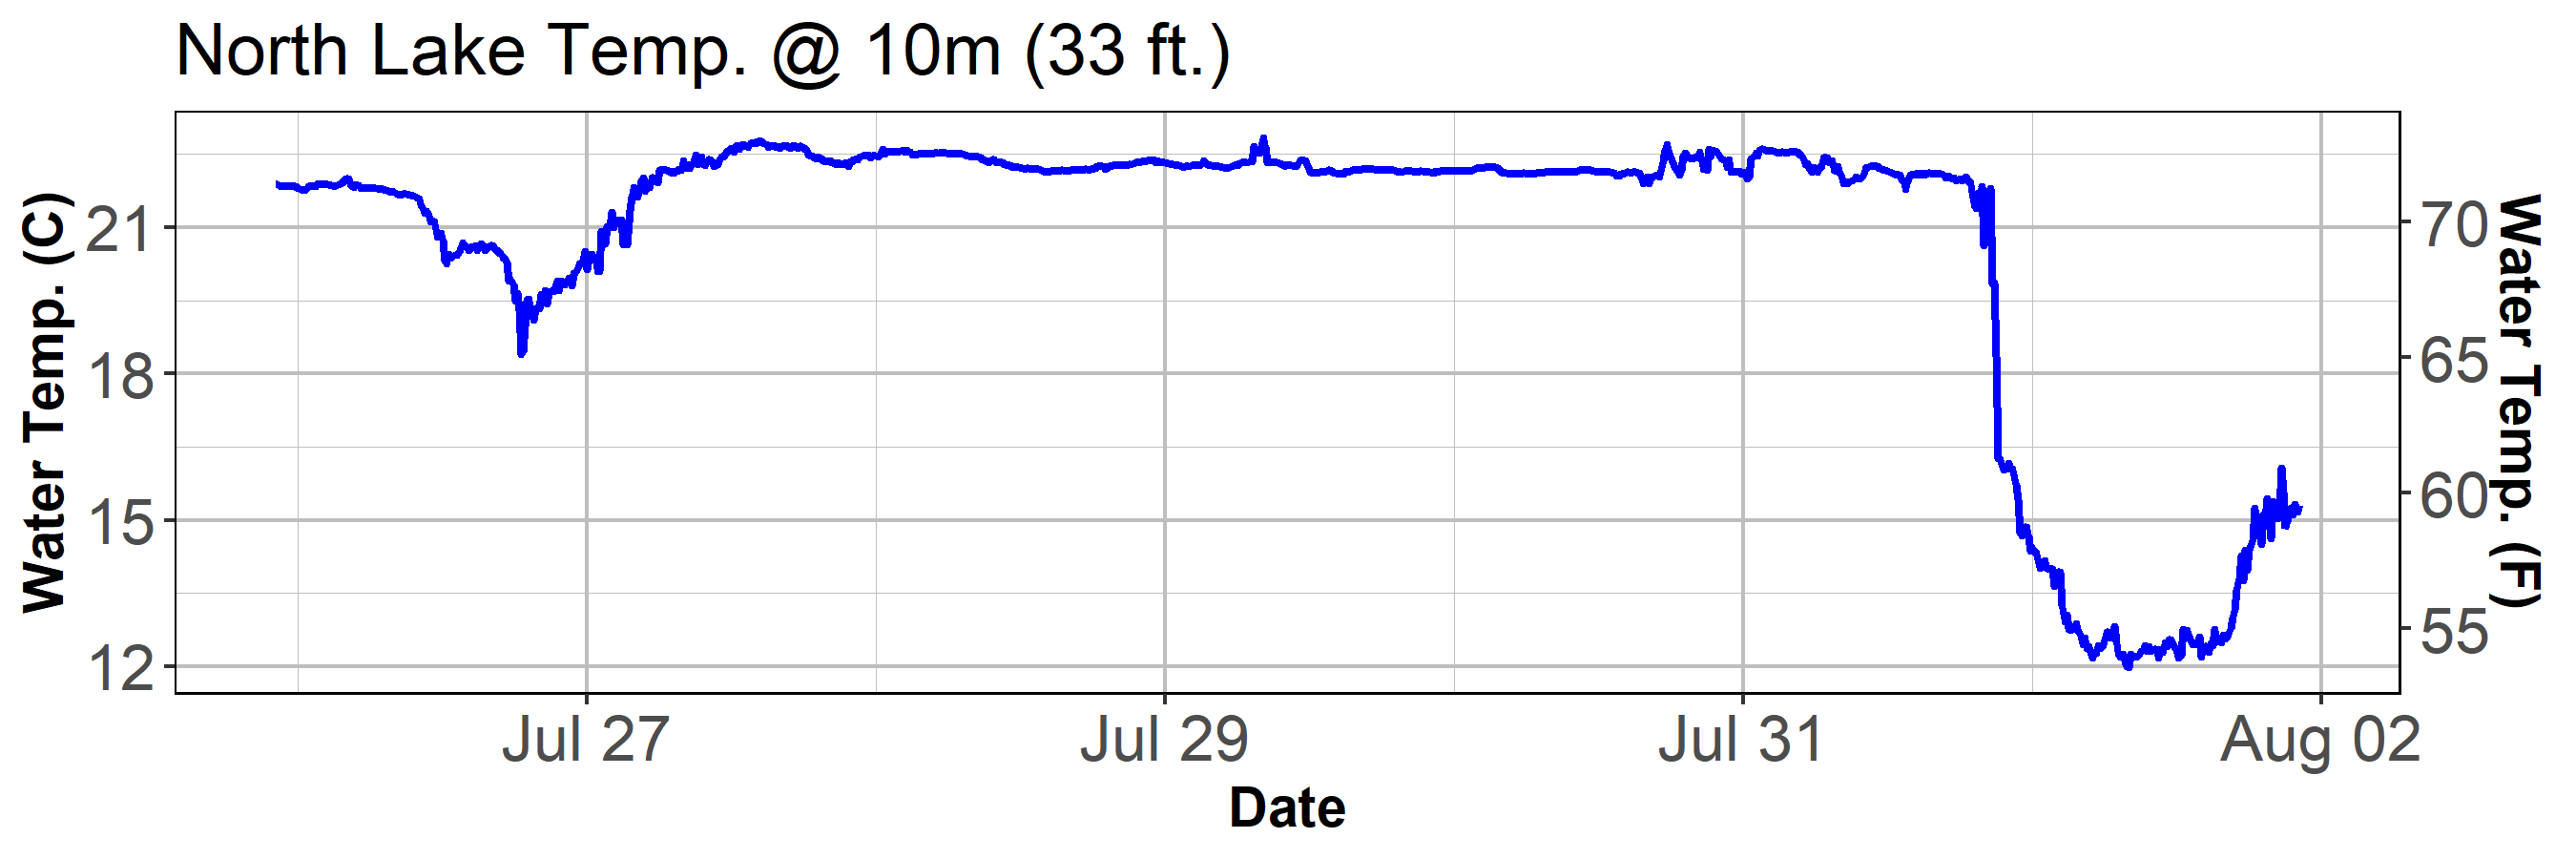 North Lake Temp. @ 10m (33 ft.)
Water Temp. (C)
21
18
15
12
70
65
60
55
Water Temp. (F)
Jul 27
Jul 29
Jul 31
Aug 02
Date